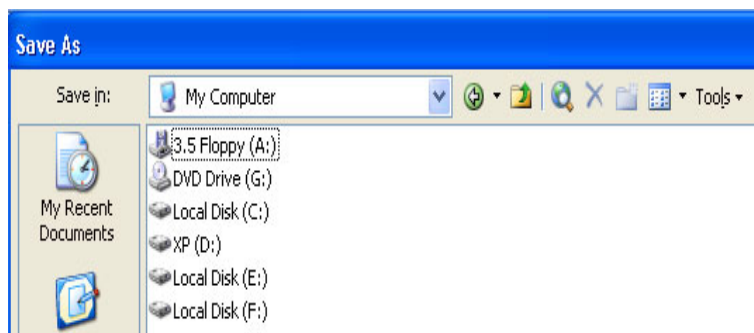 Save As
Save in:
My Computer
Tools
3.5 Floppy (A:)
DVD Drive (G:)
Local Disk (C:)
XP (D:)
Local Disk (E:)
Local Disk (F:)
My Recent
Documents